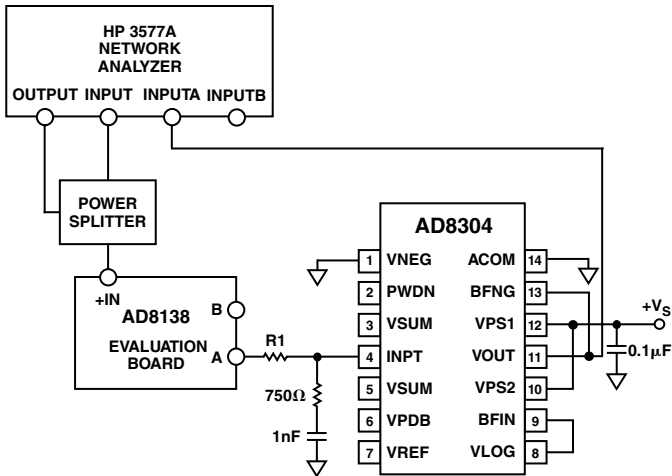 HP 3577A
NETWORK
ANALYZER
OUTPUT INPUT INPUTA INPUTB
POWER
SPLITTER
+IN
AD8138
B
EVALUATION
BOARD
A
R1
750Ω
1nF
AD8304
1 VNEG ACOM 14
2 PWDN BFNG 13
3 VSUM VPS1 12
4 INPT VOUT 11
5 VSUM VPS2 10
6 VPDB BFIN 9
7 VREF VLOG 8
+VS
0.1μF